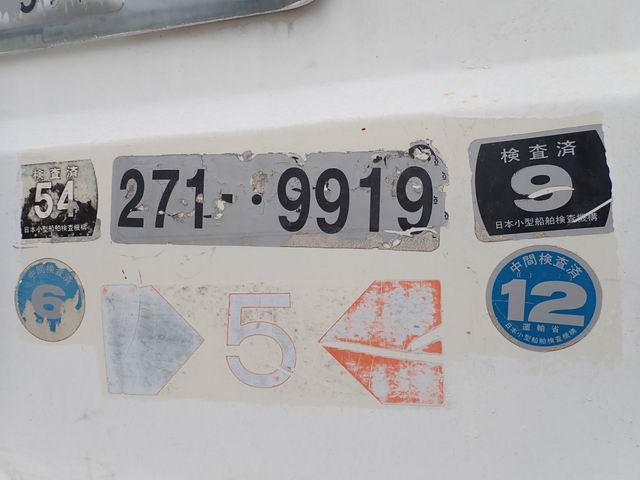 検査済
54
日本小型船舶検査機構
271-・9919
検査済
9
日本小型船舶検査機構
中間検査済
6
5
中間検査済
12
運輸省
日本小型船舶検査機構